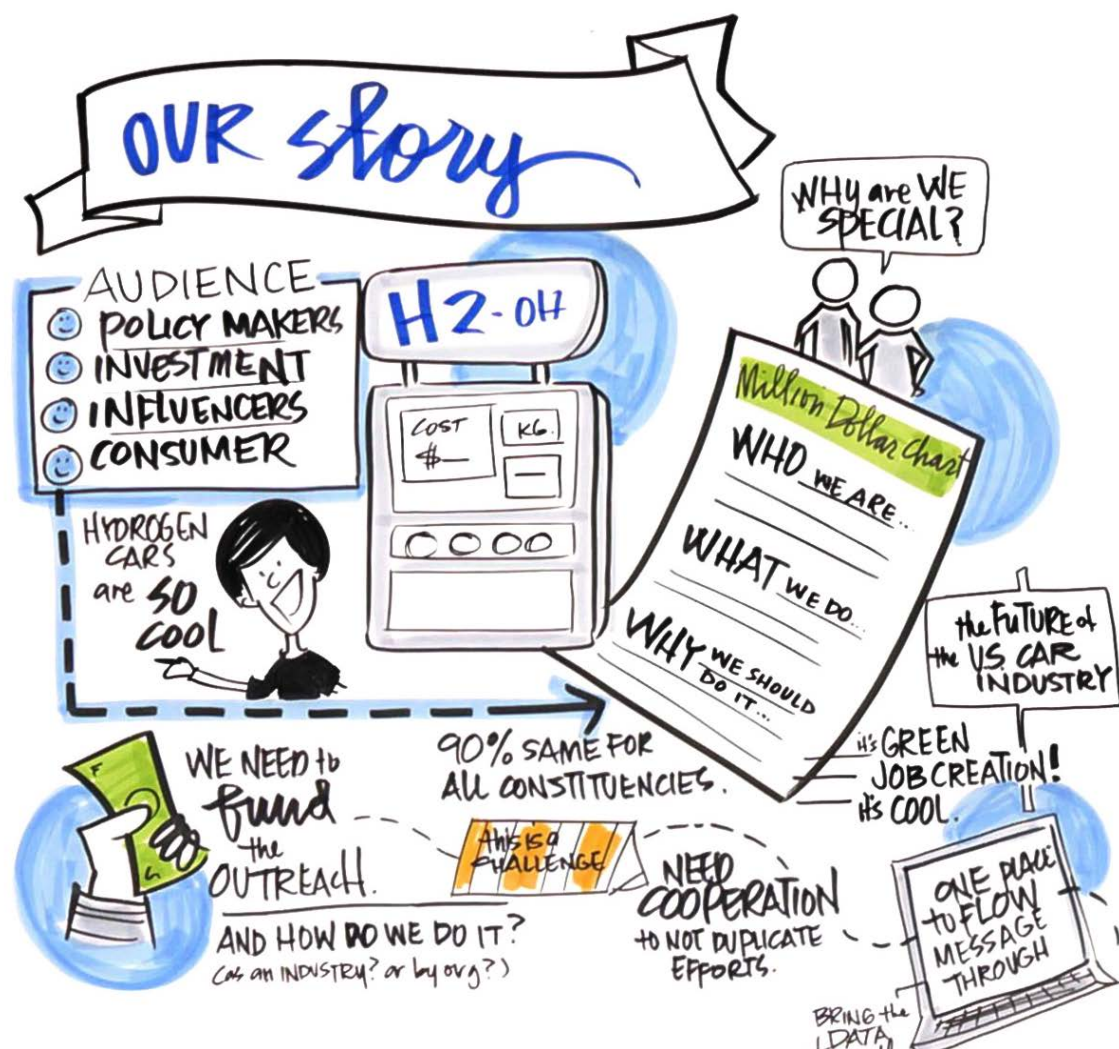 OUR story
WHY are WE
SPECIAL?
AUDIENCE
POLICY MAKERS
INVESTMENT
INFLUENCERS
CONSUMER
H2-OH
COST
$
KG.
Million Dollar Chart
WHO WE ARE...
WHAT WE DO...
WHY WE SHOULD
DO IT...
HYDROGEN
CARS
are SO
COOL
the FUTURE of
the US CAR
INDUSTRY
it's GREEN
JOB CREATION!
it's COOL.
90% SAME FOR
ALL CONSTITUENCIES.
WE NEED to
fund
the
OUTREACH.
AND HOW DO WE DO IT?
(as an INDUSTRY? or by org?)
this is a
CHALLENGE
NEED
COOPERATION
to NOT DUPLICATE
EFFORTS.
ONE PLACE
to FLOW
MESSAGE
THROUGH
BRING the
DATA